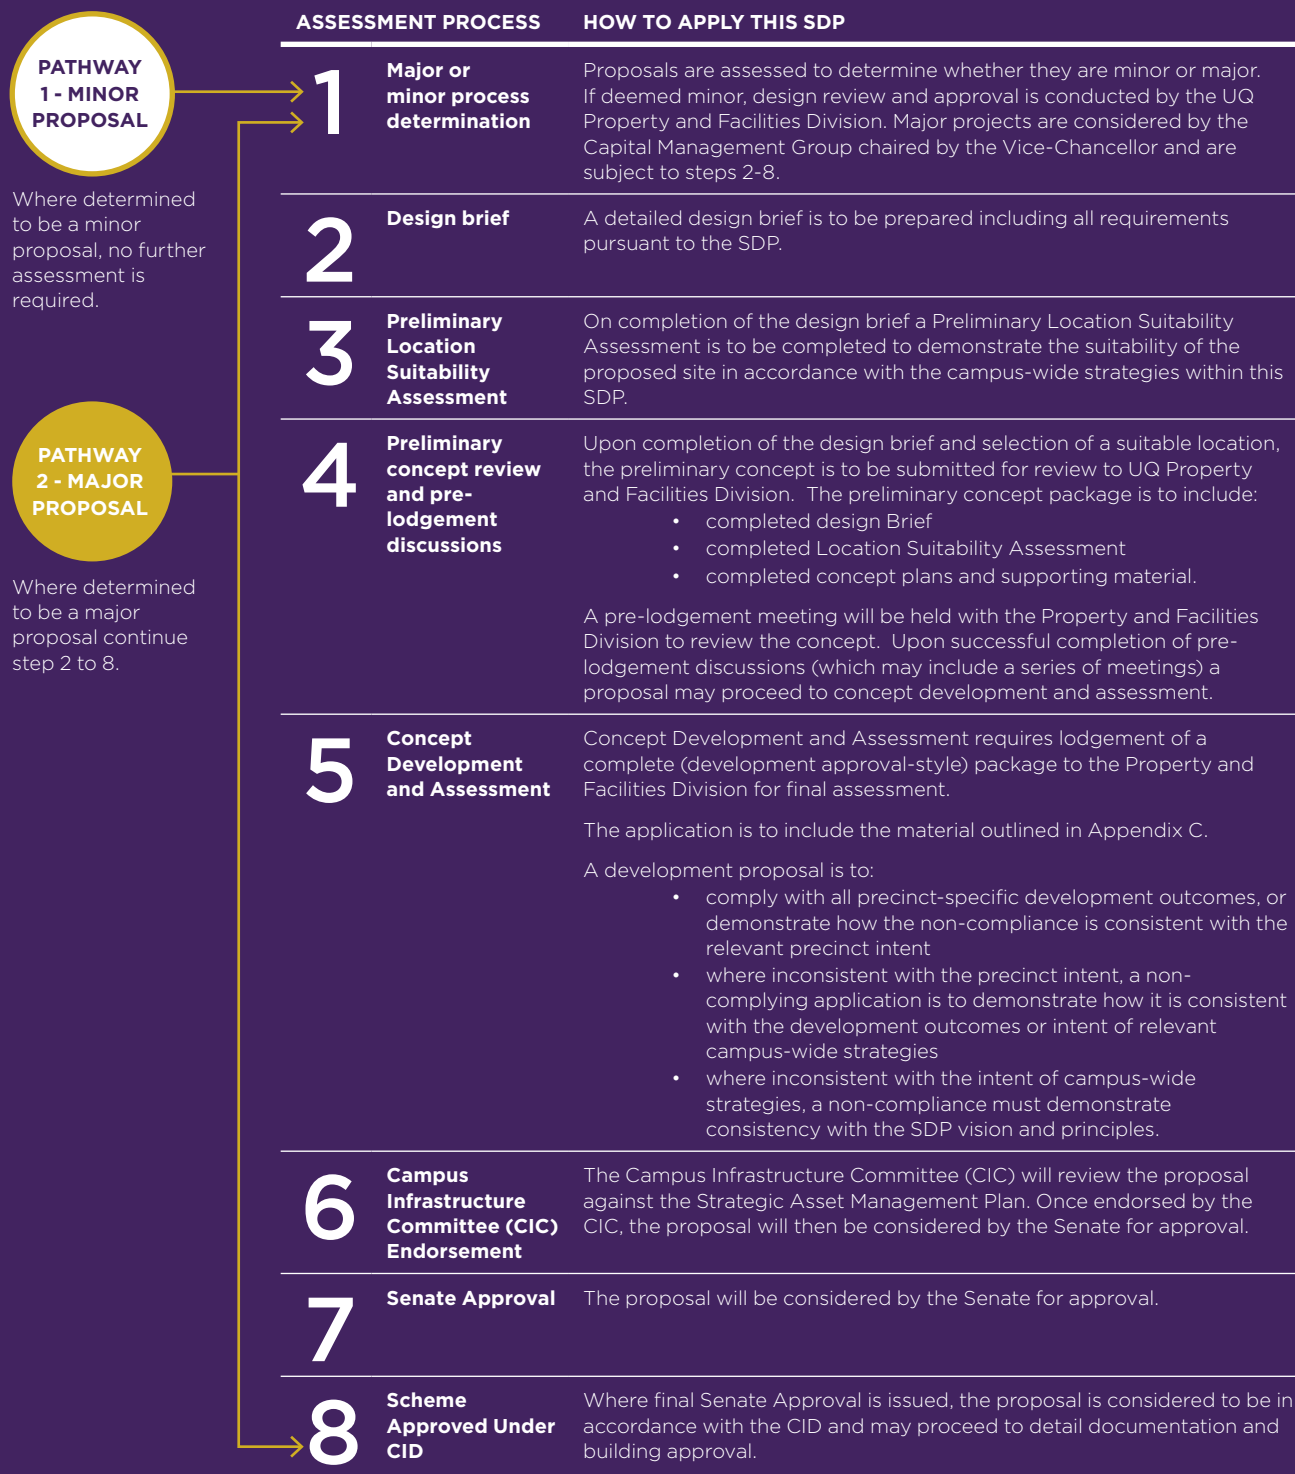 ASSESSMENT PROCESS
HOW TO APPLY THIS SDP
PATHWAY
1 - MINOR
PROPOSAL
Where determined
to be a minor
proposal, no further
assessment is
required.
PATHWAY
2 - MAJOR
PROPOSAL
Where determined
to be a major
proposal continue
step 2 to 8.
1
Major or
minor process
determination
Proposals are assessed to determine whether they are minor or major.
If deemed minor, design review and approval is conducted by the UQ
Property and Facilities Division. Major projects are considered by the
Capital Management Group chaired by the Vice-Chancellor and are
subject to steps 2-8.
2
Design brief
A detailed design brief is to be prepared including all requirements
pursuant to the SDP.
3
Preliminary
Location
Suitability
Assessment
On completion of the design brief a Preliminary Location Suitability
Assessment is to be completed to demonstrate the suitability of the
proposed site in accordance with the campus-wide strategies within this
SDP.
4
Preliminary
concept review
and pre-
lodgement
discussions
Upon completion of the design brief and selection of a suitable location,
the preliminary concept is to be submitted for review to UQ Property
and Facilities Division.  The preliminary concept package is to include:
• completed design Brief
• completed Location Suitability Assessment
• completed concept plans and supporting material.
A pre-lodgement meeting will be held with the Property and Facilities
Division to review the concept.  Upon successful completion of pre-
lodgement discussions (which may include a series of meetings) a
proposal may proceed to concept development and assessment.
5
Concept
Development
and Assessment
Concept Development and Assessment requires lodgement of a
complete (development approval-style) package to the Property and
Facilities Division for final assessment.
The application is to include the material outlined in Appendix C.
A development proposal is to:
• comply with all precinct-specific development outcomes, or
demonstrate how the non-compliance is consistent with the
relevant precinct intent
• where inconsistent with the precinct intent, a non-
complying application is to demonstrate how it is consistent
with the development outcomes or intent of relevant
campus-wide strategies
• where inconsistent with the intent of campus-wide
strategies, a non-compliance must demonstrate
consistency with the SDP vision and principles.
6
Campus
Infrastructure
Committee (CIC)
Endorsement
The Campus Infrastructure Committee (CIC) will review the proposal
against the Strategic Asset Management Plan. Once endorsed by the
CIC, the proposal will then be considered by the Senate for approval.
7
Senate Approval
The proposal will be considered by the Senate for approval.
8
Scheme
Approved Under
CID
Where final Senate Approval is issued, the proposal is considered to be in
accordance with the CID and may proceed to detail documentation and
building approval.